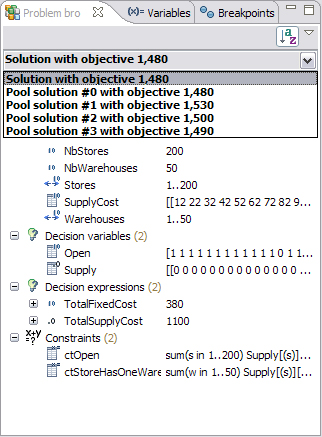 Problem bro (x)= Variables Breakpoints
Solution with objective 1,480
Solution with objective 1,480
Pool solution #0 with objective 1,480
Pool solution #1 with objective 1,530
Pool solution #2 with objective 1,500
Pool solution #3 with objective 1,490
NbStores 200
NbWarehouses 50
Stores 1..200
SupplyCost [[12 22 32 42 52 62 72 82 9...
Warehouses 1..50
Decision variables (2)
Open [1 1 1 1 1 1 1 1 1 1 1 0 1 1...
Supply [[0 0 0 0 0 0 0 0 0 0 0 0 0 0 ...
Decision expressions (2)
TotalFixedCost 380
TotalSupplyCost 1100
Constraints (2)
ctOpen sum(s in 1..200) Supply[(s)][...
ctStoreHasOneWare sum(w in 1..50) Supply[(s)]...